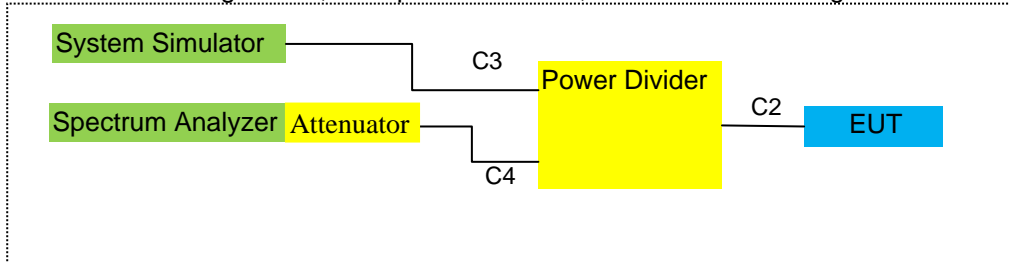 System Simulator
C3
Power Divider
Spectrum Analyzer Attenuator
C2
EUT
C4